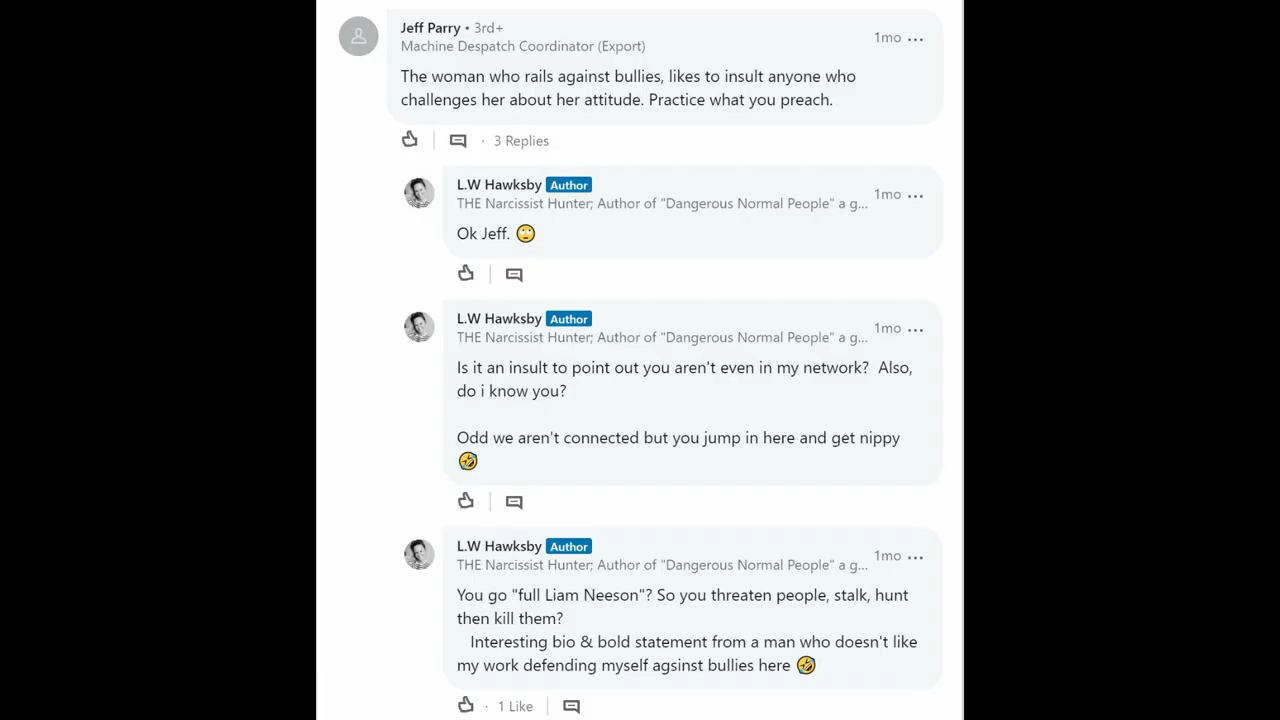 Jeff Parry • 3rd+
1mo ...
Machine Despatch Coordinator (Export)
The woman who rails against bullies, likes to insult anyone who
challenges her about her attitude. Practice what you preach.
· 3 Replies
L.W Hawksby Author
1mo ...
THE Narcissist Hunter; Author of "Dangerous Normal People" a g...
Ok Jeff. 🙄
L.W Hawksby Author
1mo ...
THE Narcissist Hunter; Author of "Dangerous Normal People" a g...
Is it an insult to point out you aren't even in my network?  Also,
do i know you?
Odd we aren't connected but you jump in here and get nippy
🤣
L.W Hawksby Author
1mo ...
THE Narcissist Hunter; Author of "Dangerous Normal People" a g...
You go "full Liam Neeson"? So you threaten people, stalk, hunt
then kill them?
Interesting bio & bold statement from a man who doesn't like
my work defending myself against bullies here 🤣
· 1 Like